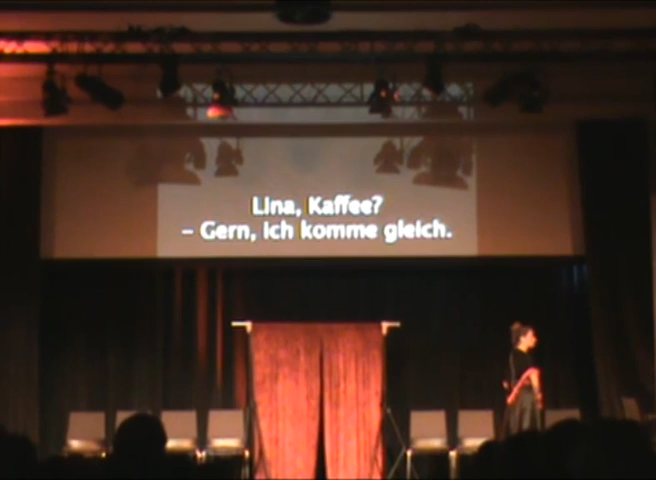 Lina, Kaffee?
– Gern, ich komme gleich.